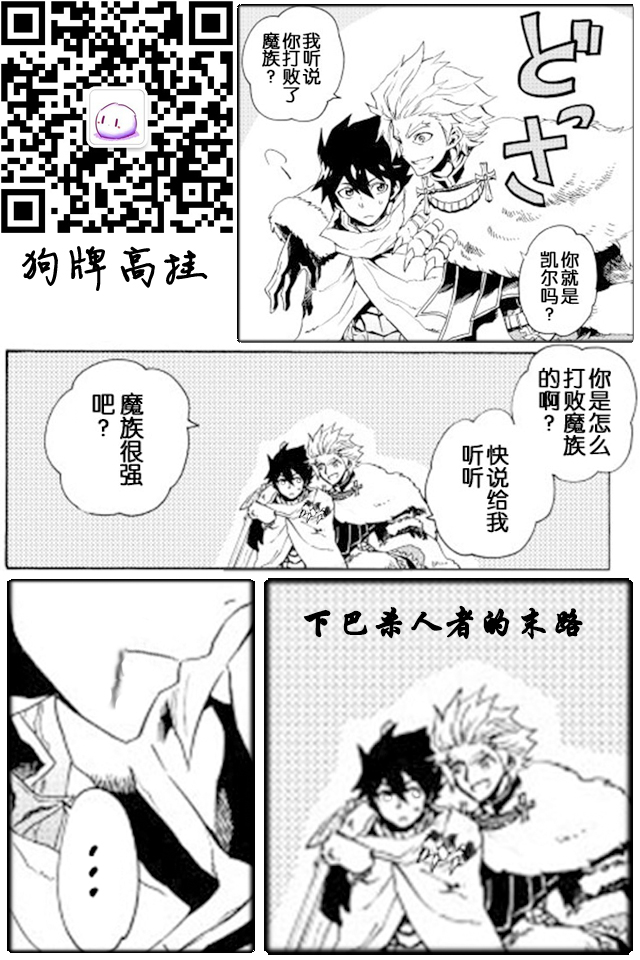 狗牌高挂
どっさ
我听说
你打败了
魔族？
你就是
凯尔吗？
你是怎么
打败魔族
的啊？
快说给我
听听
魔族很强
吧？
…
下巴杀人者的末路